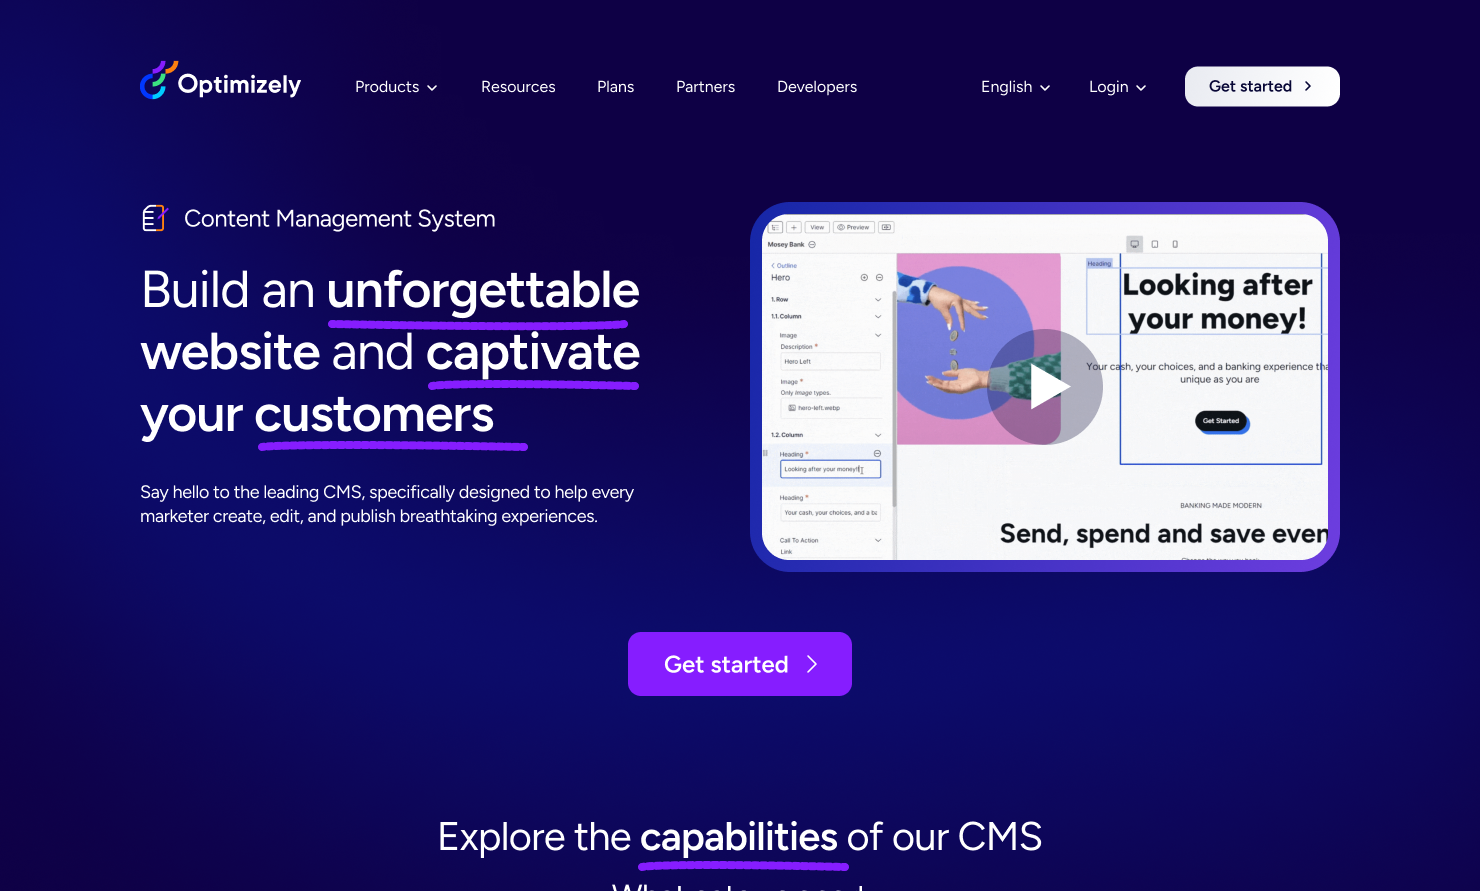 Optimizely
Products
Resources
Plans
Partners
Developers
English
Login
Get started
Content Management System
Build an unforgettable
website and captivate
your customers
Say hello to the leading CMS, specifically designed to help every
marketer create, edit, and publish breathtaking experiences.
View
Preview
Mosey Bank
Outline
Hero
1. Row
1.1. Column
Image
Description *
Hero Left
Image *
Only Image types.
hero-left.webp
1.2. Column
Heading *
Looking after your money!
Heading *
Your cash, your choices, and a
Call To Action
Link
Heading
Looking after
your money!
Your cash, your choices, and a banking experience
unique as you are
Get Started
BANKING MADE MODERN
Send, spend and save even
Get started
Explore the capabilities of our CMS